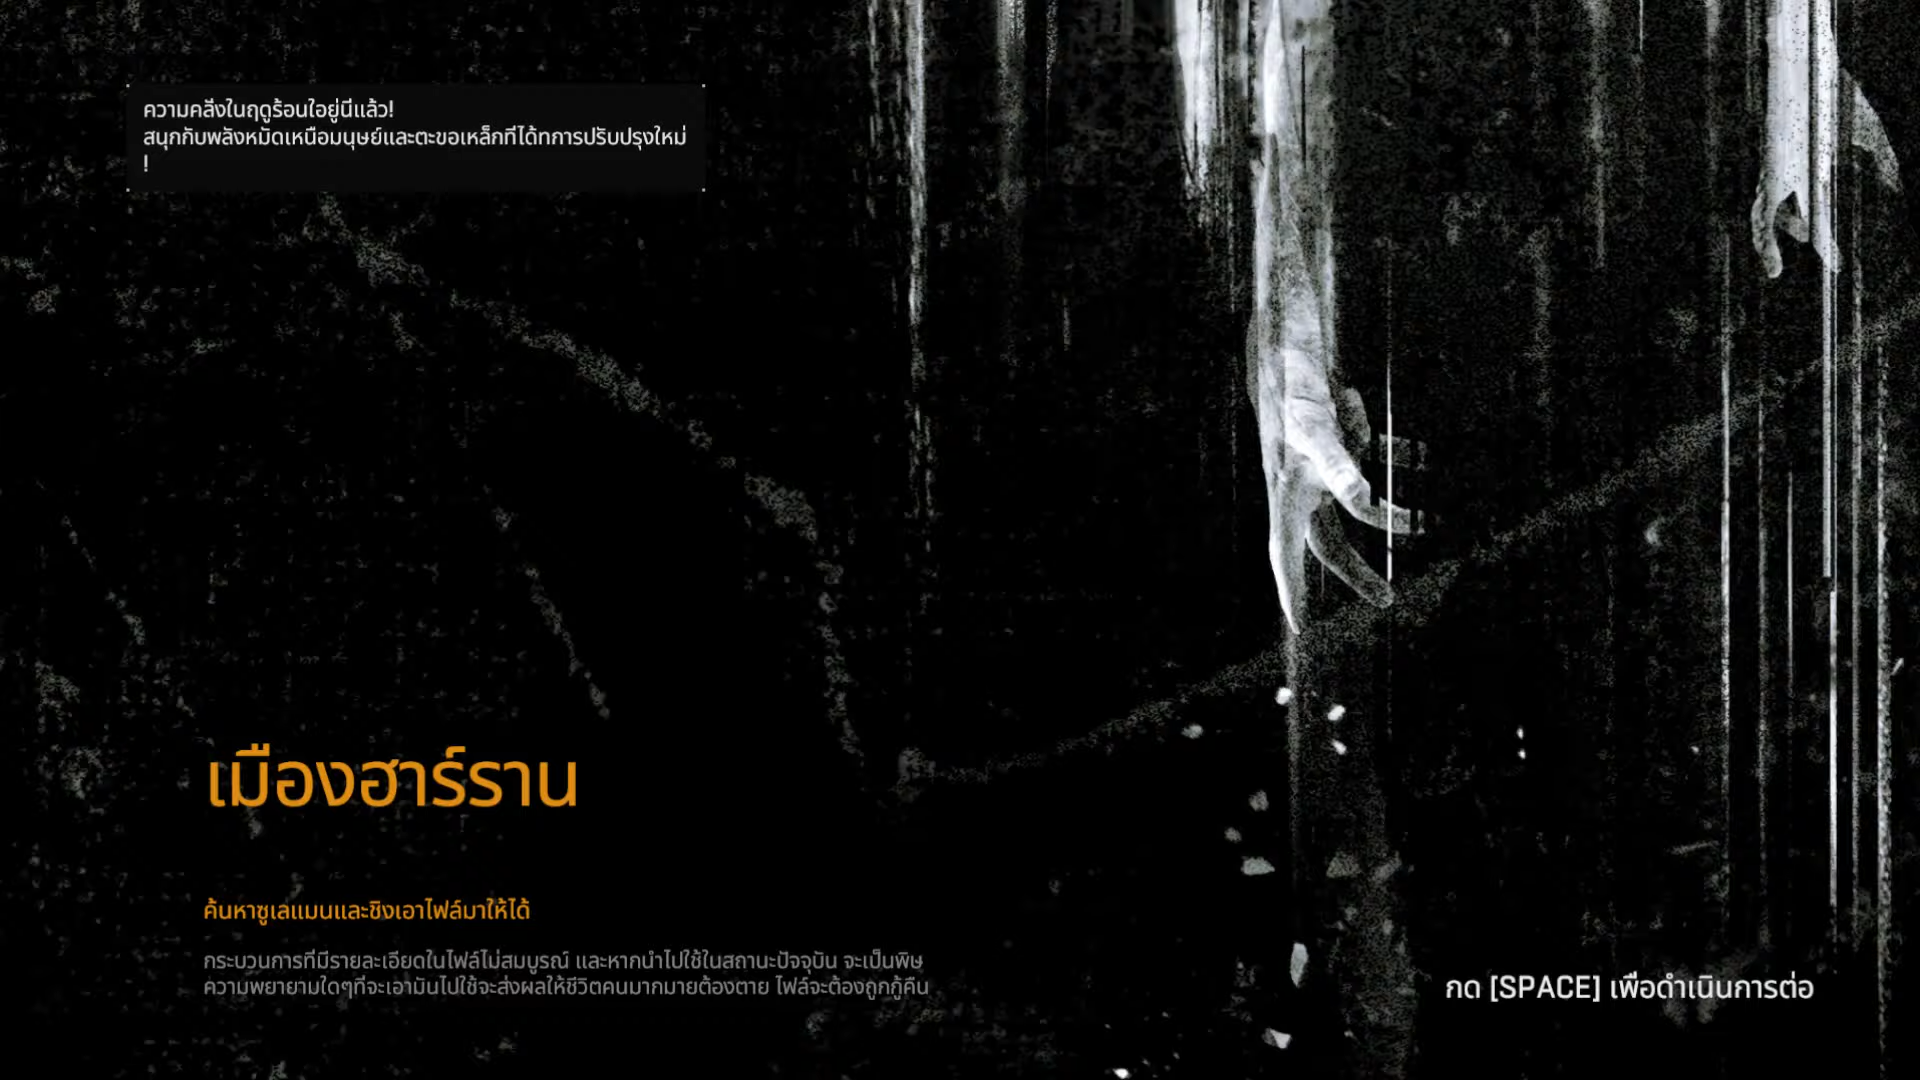 ความคลั่งในฤดูร้อนใอยู่นี่แล้ว!
สนุกกับพลังหมัดเหนือมนุษย์และตะขอเหล็กที่ได้ทการปรับปรุงใหม่
!
เมืองฮาร์ราน
ค้นหาซูเลแมนและชิงเอาไฟล์มาให้ได้
กระบวนการที่มีรายละเอียดในไฟล์ไม่สมบูรณ์ และหากนำไปใช้ในสถานะปัจจุบัน จะเป็นพิษ
ความพยายามใดๆที่จะเอามันไปใช้จะส่งผลให้ชีวิตคนมากมายต้องตาย ไฟล์จะต้องถูกกู้คืน
กด [SPACE] เพื่อดำเนินการต่อ